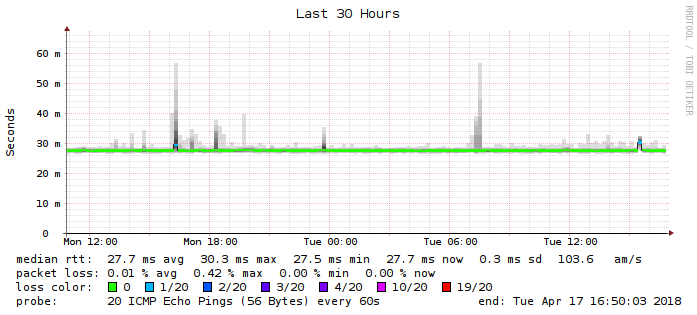 Last 30 Hours
RRDTOOL / TOBI OETIKER
Seconds
60 m
50 m
40 m
30 m
20 m
10 m
0
Mon 12:00 Mon 18:00 Tue 00:00 Tue 06:00 Tue 12:00
median rtt: 27.7 ms avg 30.3 ms max 27.5 ms min 27.7 ms now 0.3 ms sd 103.6 am/s
packet loss: 0.01 % avg 0.42 % max 0.00 % min 0.00 % now
loss color: 0 1/20 2/20 3/20 4/20 10/20 19/20
probe: 20 ICMP Echo Pings (56 Bytes) every 60s end: Tue Apr 17 16:50:03 2018